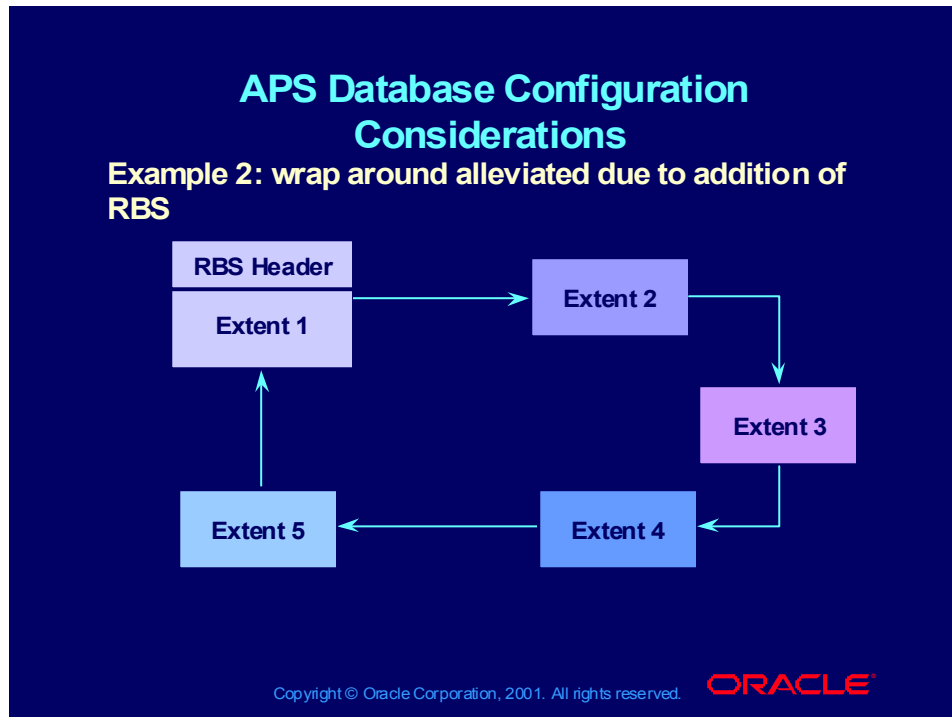 APS Database Configuration
Considerations
Example 2: wrap around alleviated due to addition of
RBS
RBS Header
Extent 1
Extent 2
Extent 3
Extent 5
Extent 4
Copyright © Oracle Corporation, 2001. All rights reserved.
ORACLE